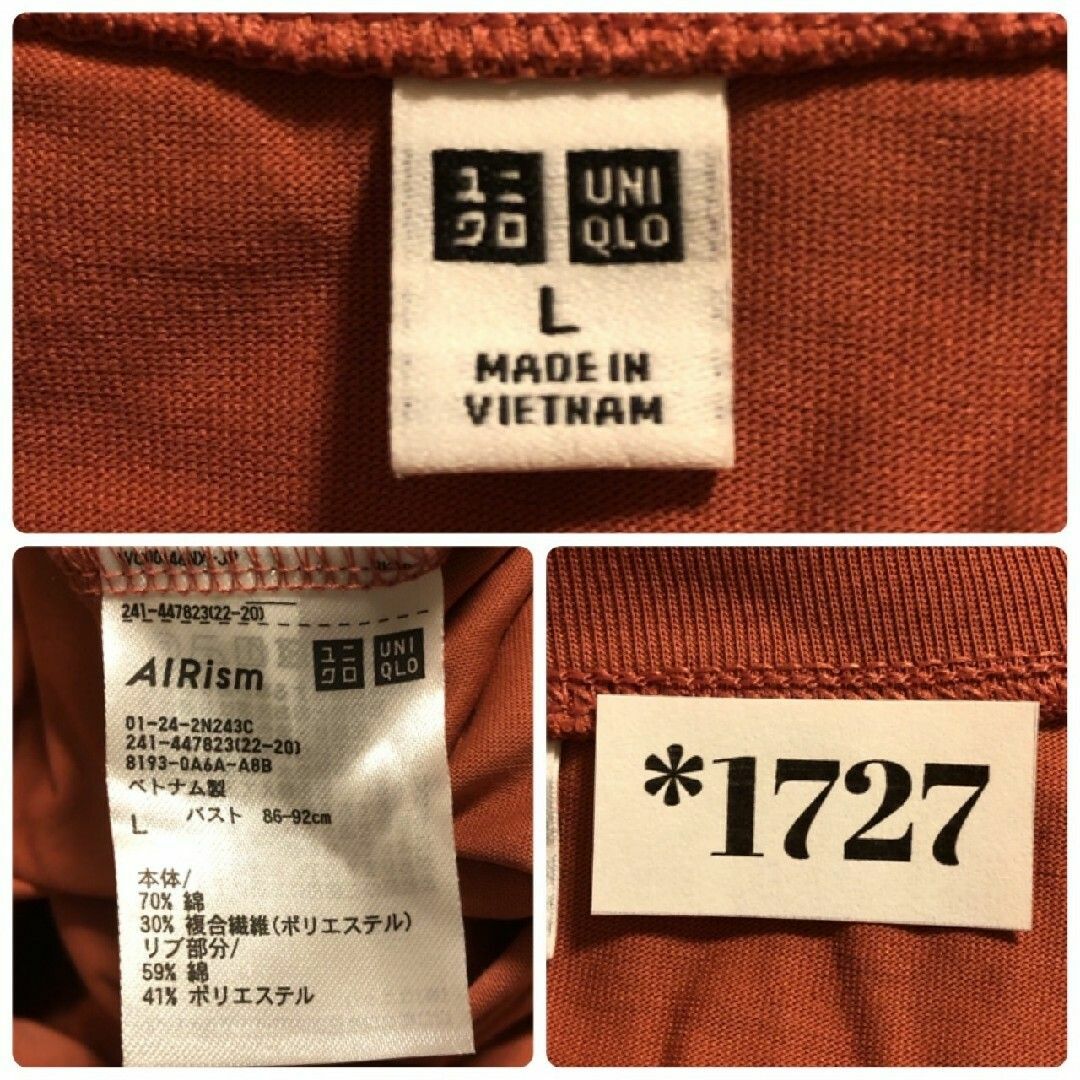 ユニ UNI
クロ QLO
L
MADE IN
VIETNAM
241-447823(22-20)
AIRism ユニ UNI
クロ QLO
01-24-2N243C
241-447823(22-20)
8193-0A6A-A8B
ベトナム製
L バスト 86-92cm
本体/
70% 綿
30% 複合繊維(ポリエステル)
リブ部分/
59% 綿
41% ポリエステル
*1727